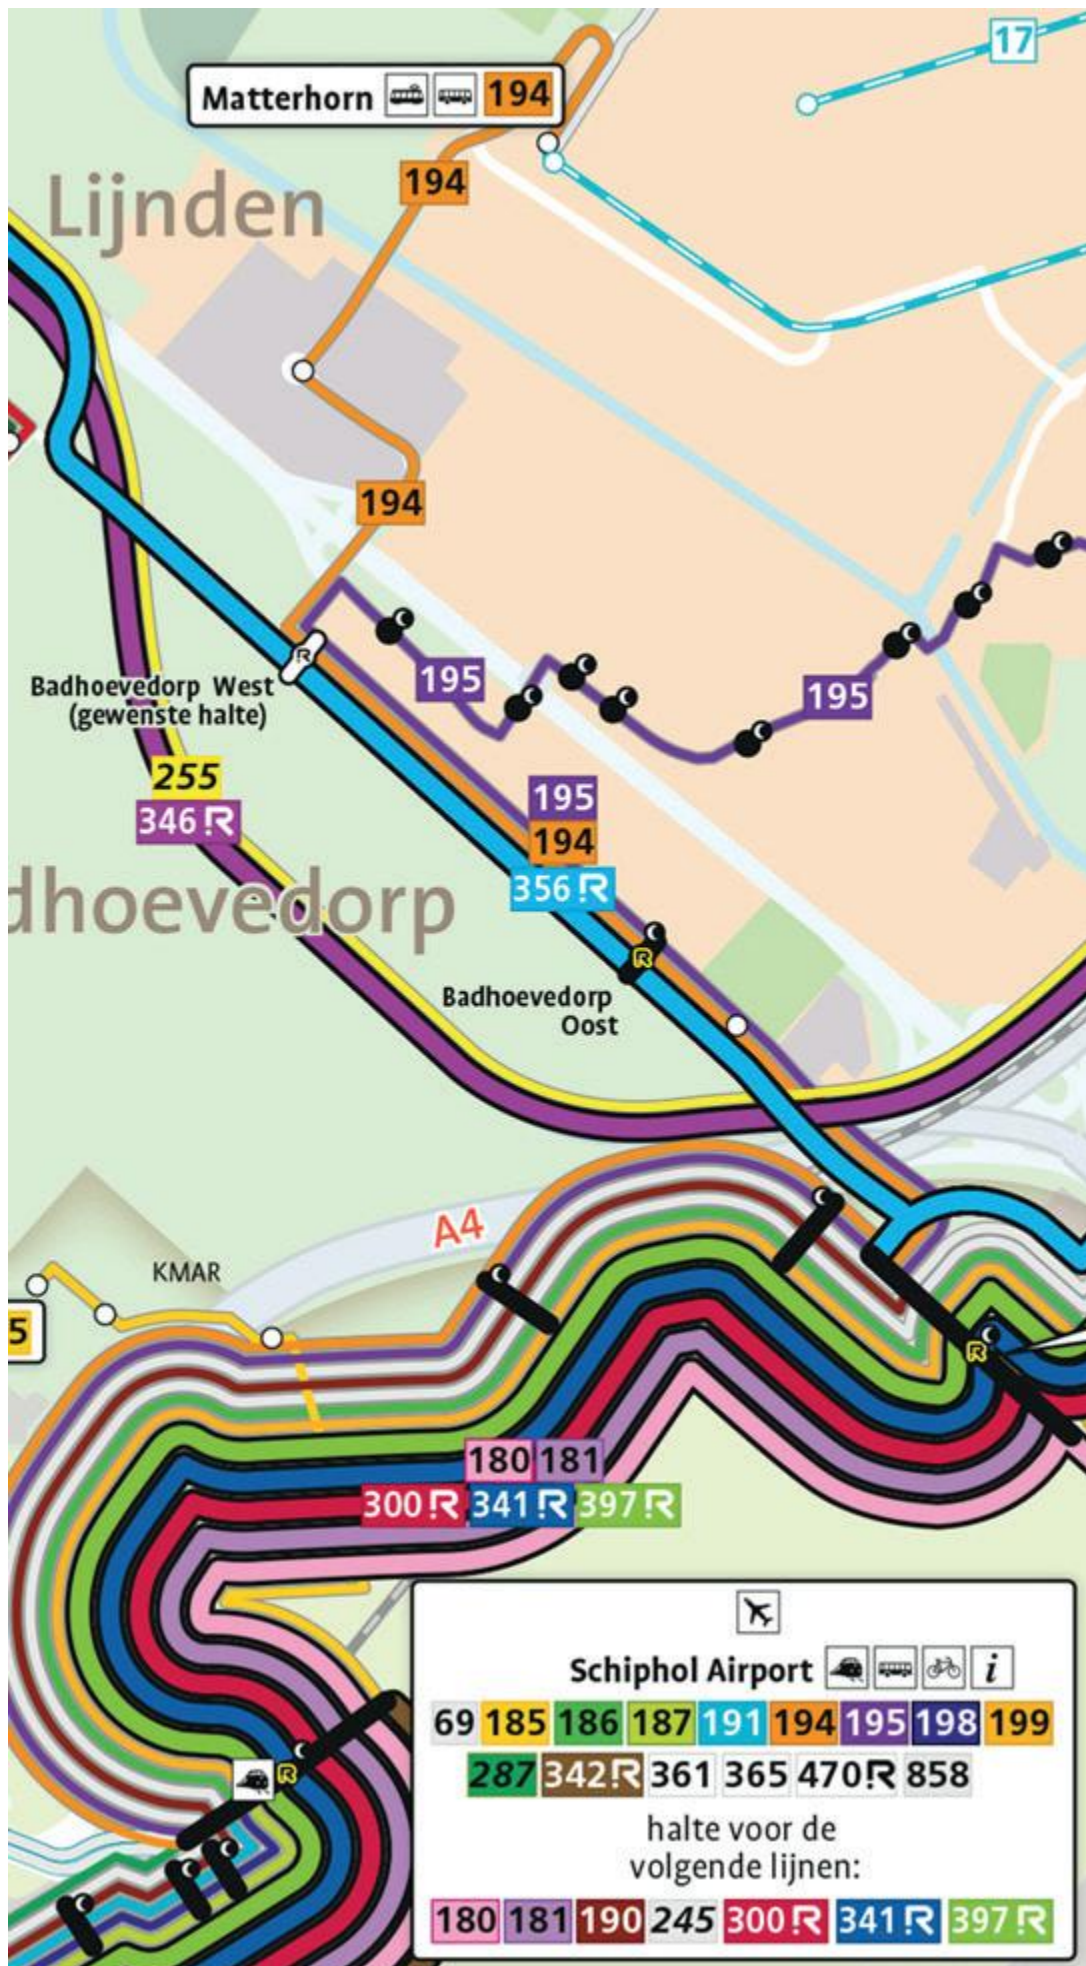 17
Matterhorn 194
194
Lijnden
194
Badhoevedorp West
(gewenste halte)
195
195
255
346 R
195
194
356 R
dhoevedorp
R
R
Badhoevedorp
Oost
A4
KMAR
5
R
180 181
300 R 341 R 397 R
R
Schiphol Airport i
69 185 186 187 191 194 195 198 199
287 342 R 361 365 470 R 858
halte voor de
volgende lijnen:
180 181 190 245 300 R 341 R 397 R